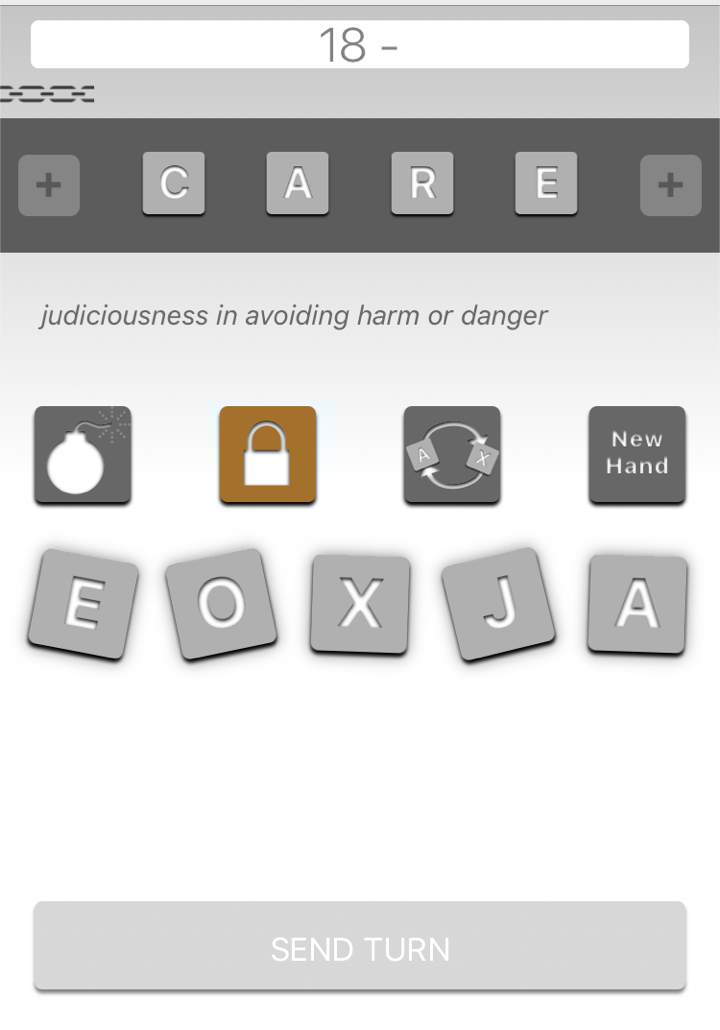 18 -
+ C A R E +
judiciousness in avoiding harm or danger
A X New
Hand
E O X J A
SEND TURN